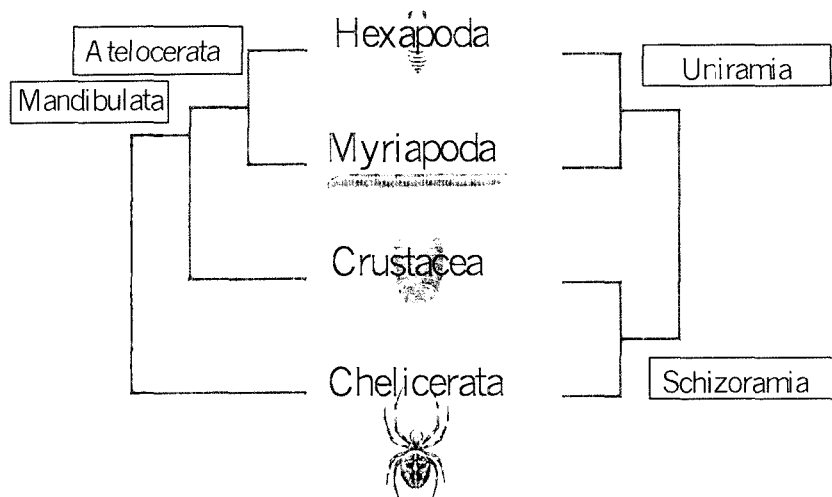 Hexapoda
Atelocerata
Uniramia
Mandibulata
Myriapoda
Crustacea
Chelicerata
Schizoramia